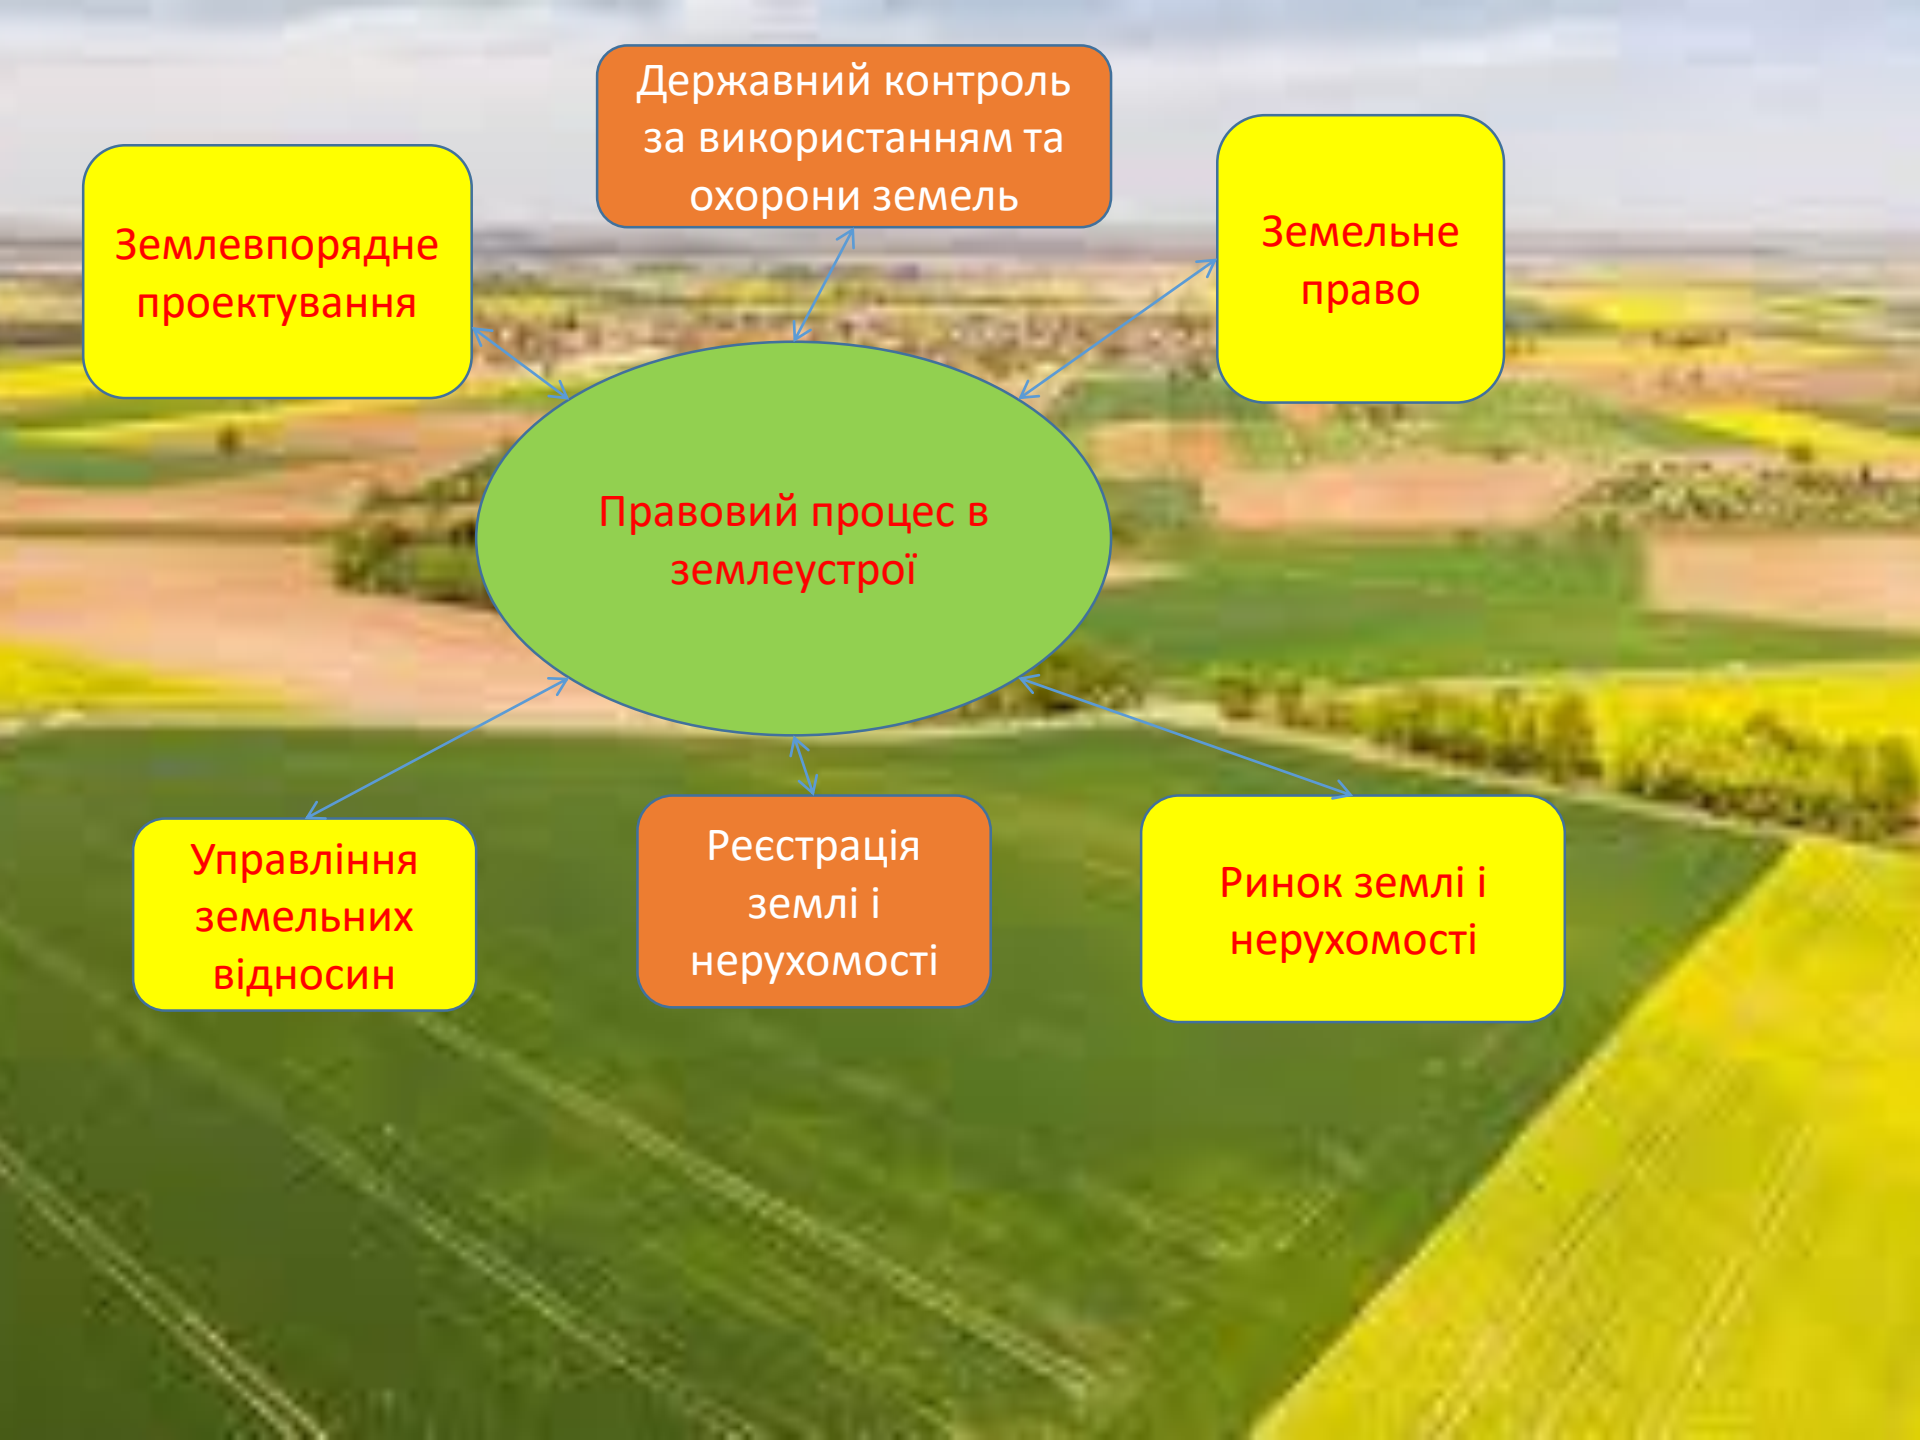 Державний контроль
за використанням та
охорони земель
Землевпорядне
проектування
Земельне
право
Правовий процес в
землеустрої
Управління
земельних
відносин
Реєстрація
землі і
нерухомості
Ринок землі і
нерухомості